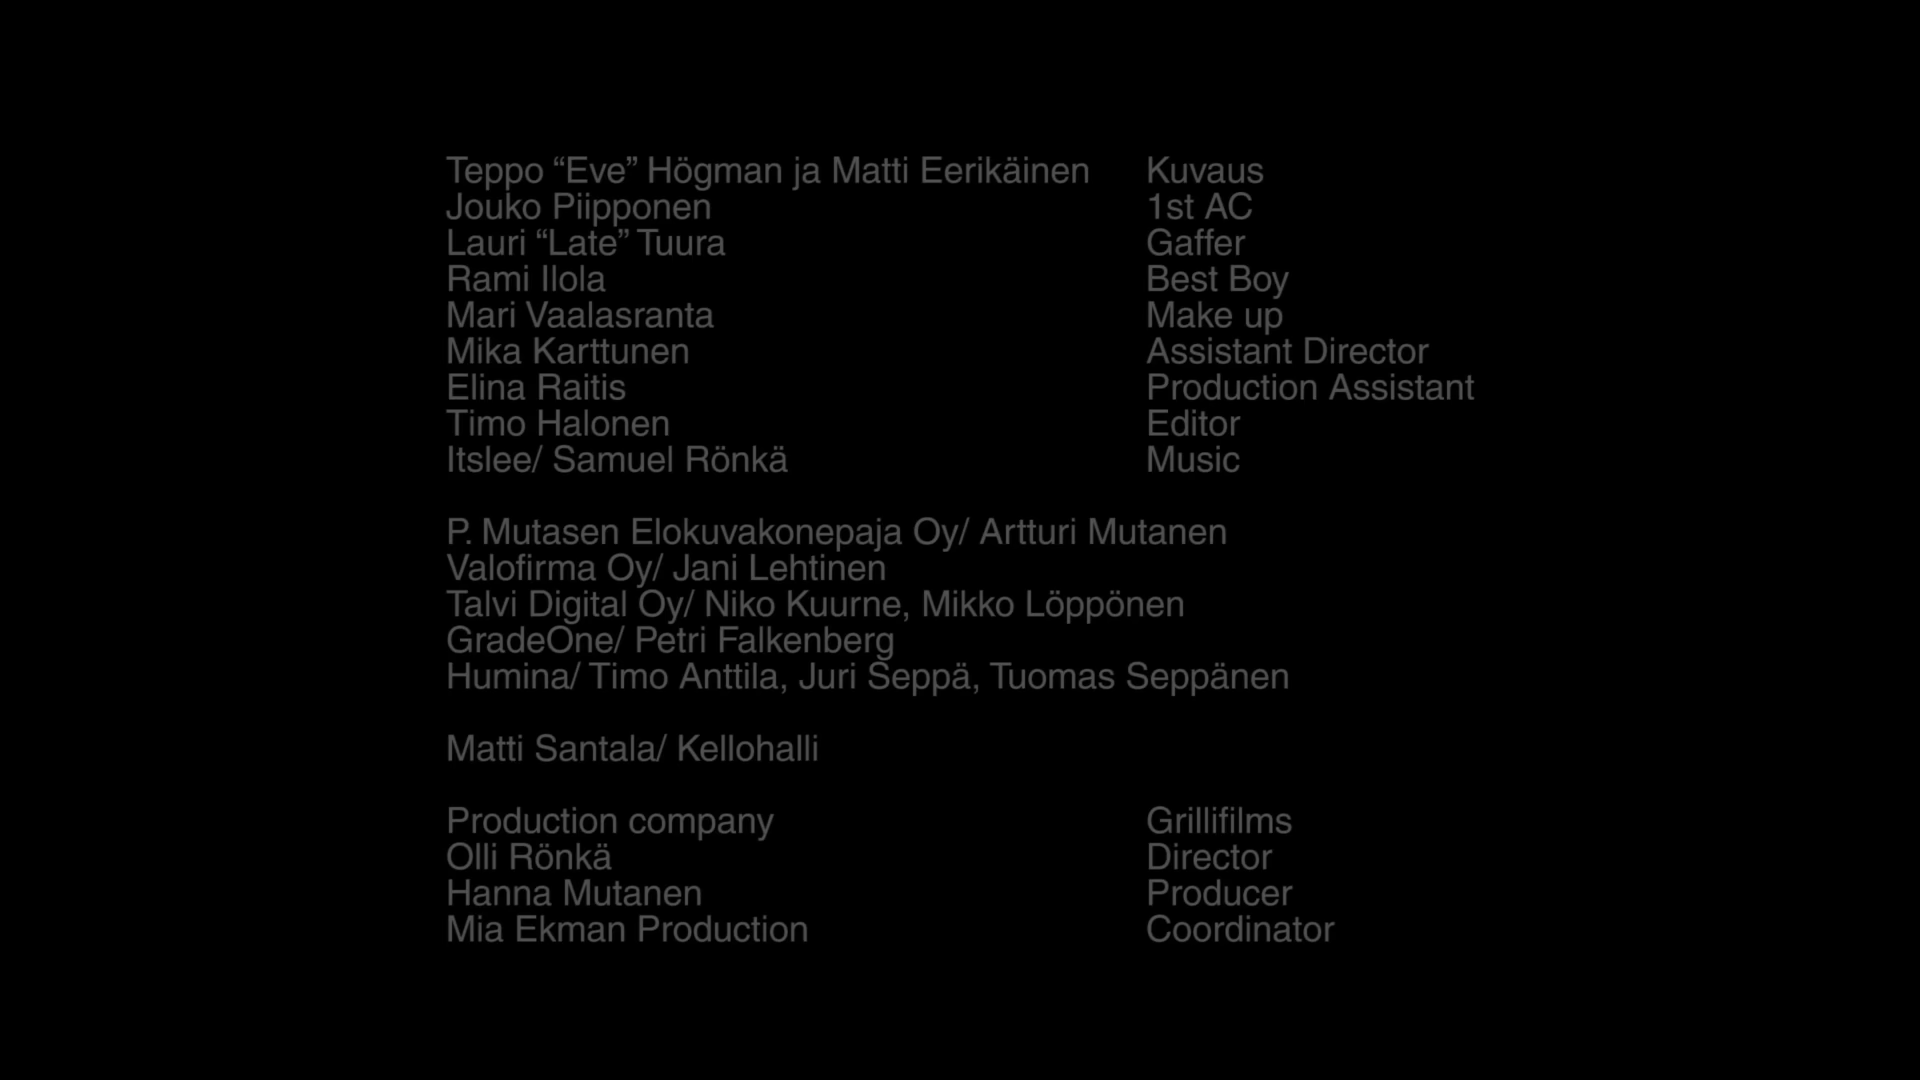 Teppo “Eve” Högman ja Matti Eerikäinen Kuvaus
Jouko Piipponen 1st AC
Lauri “Late” Tuura Gaffer
Rami Ilola Best Boy
Mari Vaalasranta Make up
Mika Karttunen Assistant Director
Elina Raitis Production Assistant
Timo Halonen Editor
Itslee/ Samuel Rönkä Music
P. Mutasen Elokuvakonepaja Oy/ Artturi Mutanen
Valofirma Oy/ Jani Lehtinen
Talvi Digital Oy/ Niko Kuurne, Mikko Löppönen
GradeOne/ Petri Falkenberg
Humina/ Timo Anttila, Juri Seppä, Tuomas Seppänen
Matti Santala/ Kellohalli
Production company Grillifilms
Olli Rönkä Director
Hanna Mutanen Producer
Mia Ekman Production Coordinator